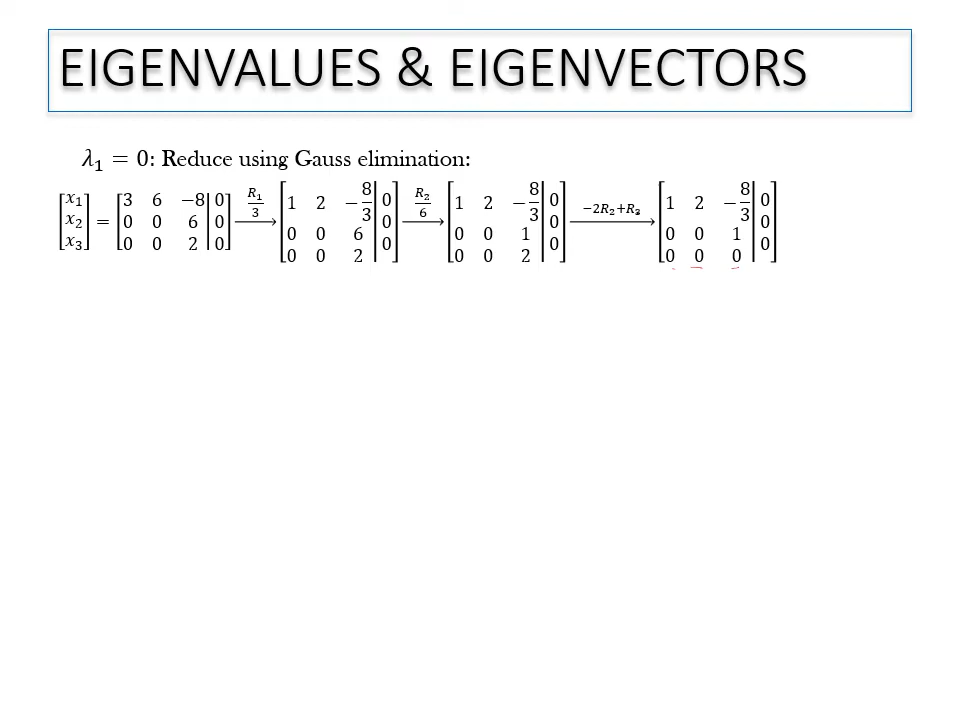 EIGENVALUES & EIGENVECTORS
λ₁ = 0: Reduce using Gauss elimination:
[x₁ x₂ x₃] = [3 6 −8 | 0; 0 0 6 | 0; 0 0 2 | 0] —R₁/3→ [1 2 −8/3 | 0; 0 0 6 | 0; 0 0 2 | 0] —R₂/6→ [1 2 −8/3 | 0; 0 0 1 | 0; 0 0 2 | 0] —−2R₂+R₃→ [1 2 −8/3 | 0; 0 0 1 | 0; 0 0 0 | 0]